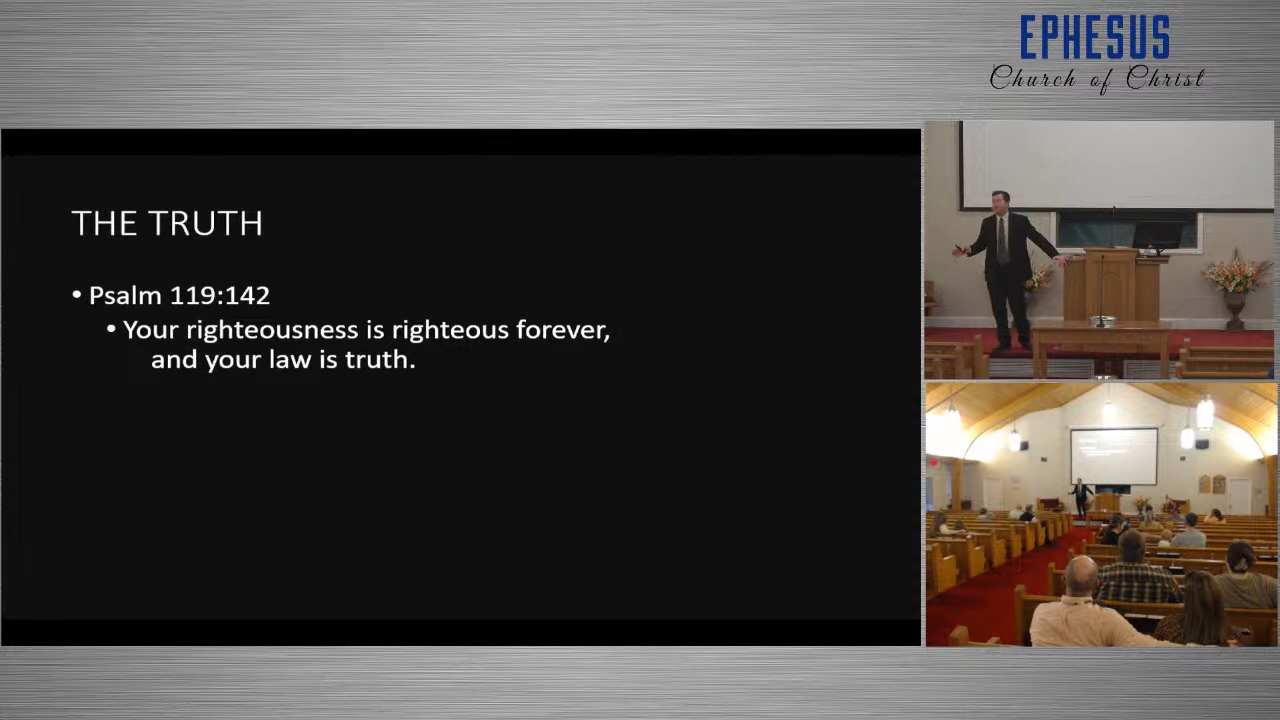 EPHESUS
Church of Christ
THE TRUTH
• Psalm 119:142
• Your righteousness is righteous forever,
and your law is truth.